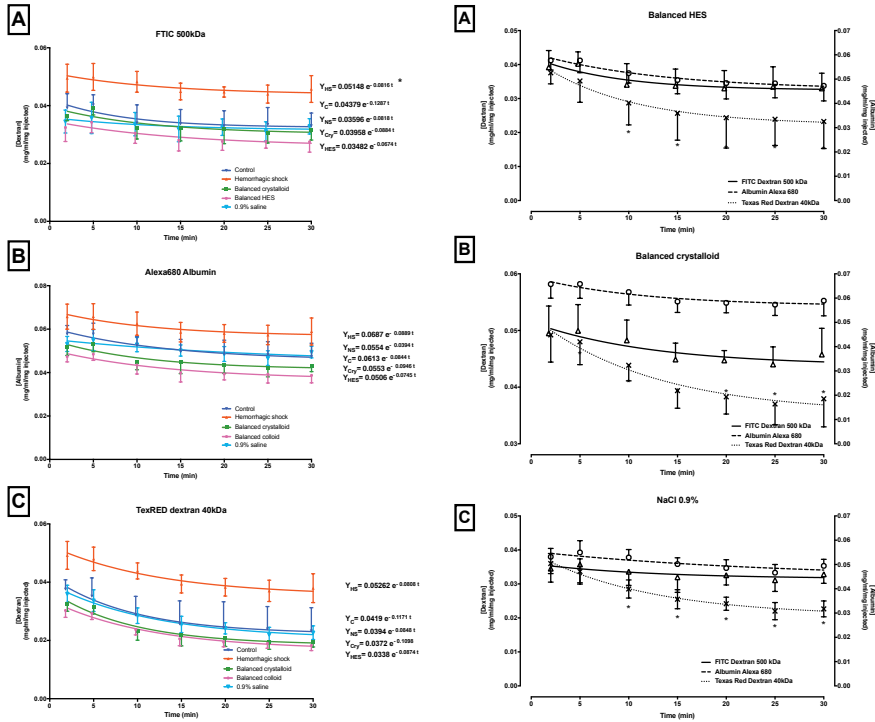 A
FTIC 500kDa
0.06
0.04
0.02
0.00
[Dextran]
(mg/ml/mg injected)
0 5 10 15 20 25 30
Time (min)
Control
Hemorrhagic shock
Balanced crystalloid
Balanced HES
0.9% saline
Y_HS = 0.05148 e^-0.0816 t *
Y_C = 0.04379 e^-0.1287 t
Y_NS = 0.03596 e^-0.0818 t
Y_Cry = 0.03958 e^-0.0884 t
Y_HES = 0.03482 e^-0.0674 t
B
Alexa680 Albumin
0.08
0.06
0.04
0.02
0.00
[Albumin]
(mg/ml/mg injected)
0 5 10 15 20 25 30
Time (min)
Control
Hemorrhagic shock
Balanced crystalloid
Balanced colloid
0.9% saline
Y_HS = 0.0687 e^-0.0889 t
Y_NS = 0.0554 e^-0.0394 t
Y_C = 0.0613 e^-0.0844 t
Y_Cry = 0.0553 e^-0.0946 t
Y_HES = 0.0506 e^-0.0745 t
C
TexRED dextran 40kDa
0.06
0.04
0.02
0.00
[Dextran]
(mg/ml/mg injected)
0 5 10 15 20 25 30
Time (min)
Control
Hemorrhagic shock
Balanced crystalloid
Balanced colloid
0.9% saline
Y_HS = 0.05262 e^-0.0808 t
Y_C = 0.0419 e^-0.1171 t
Y_NS = 0.0394 e^-0.0848 t
Y_Cry = 0.0372 e^-0.1098
Y_HES = 0.0338 e^-0.0874 t
A
Balanced HES
0.05
0.04
0.03
0.02
0.01
0.00
[Dextran]
(mg/ml/mg injected)
0.07
0.06
0.05
0.04
0.03
0.02
0.01
0.00
[Albumin]
(mg/ml/mg injected)
* *
FITC Dextran 500 kDa
Albumin Alexa 680
Texas Red Dextran 40kDa
0 5 10 15 20 25 30
Time (min)
B
Balanced crystalloid
0.06
0.05
0.04
0.03
[Dextran]
(mg/ml/mg injected)
0.07
0.06
0.05
0.04
0.03
0.02
0.01
0.00
[Albumin]
(mg/ml/mg injected)
* * *
FITC Dextran 500 kDa
Albumin Alexa 680
Texas Red Dextran 40kDa
0 5 10 15 20 25 30
Time (min)
C
NaCl 0.9%
0.05
0.04
0.03
0.02
0.01
0.00
[Dextran]
(mg/ml/mg injected)
0.07
0.06
0.05
0.04
0.03
0.02
0.01
0.00
[Albumin]
(mg/ml/mg injected)
* * * * *
FITC Dextran 500 kDa
Albumin Alexa 680
Texas Red Dextran 40kDa
0 5 10 15 20 25 30
Time (min)